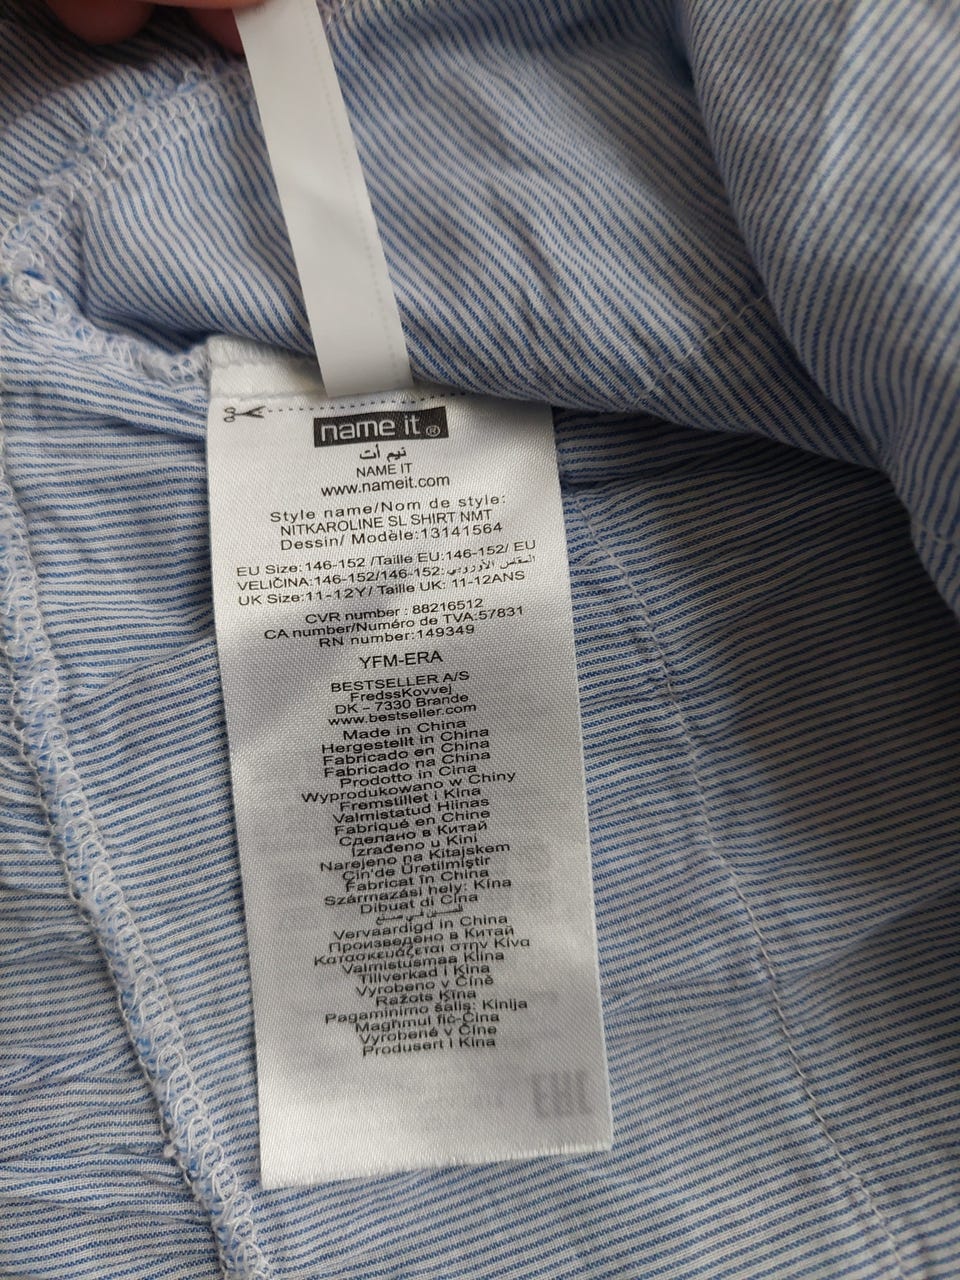 name it ®
نيم أت
NAME IT
www.nameit.com
Style name/Nom de style:
NITKAROLINE SL SHIRT NMT
Dessin/ Modèle:13141564
EU Size:146-152 /Taille EU:146-152/ EU
VELIČINA:146-152/146-152:المقاس الأوروبي
UK Size:11-12Y/ Taille UK: 11-12ANS
CVR number : 88216512
CA number/Numéro de TVA:57831
RN number:149349
YFM-ERA
BESTSELLER A/S
FredssKovvej
DK – 7330 Brande
www.bestseller.com
Made in China
Hergestellt in China
Fabricado en China
Fabricado na China
Prodotto in Cina
Wyprodukowano w Chiny
Fremstillet i Kina
Valmistatud Hiinas
Fabriqué en Chine
Сделано в Китай
Izrađeno u Kini
Narejeno na Kitajskem
Çin'de Üretilmiştir
Fabricat în China
Származási hely: Kína
Dibuat di Cina
Vervaardigd in China
Произведено в Китай
Κατασκευάζεται στην Κίνα
Valmistusmaa Kiina
Tillverkad i Kina
Vyrobeno v Číně
Ražots Ķīna
Pagaminimo šalis: Kinija
Magħmul fiċ-Ċina
Vyrobené v Číne
Produsert i Kina